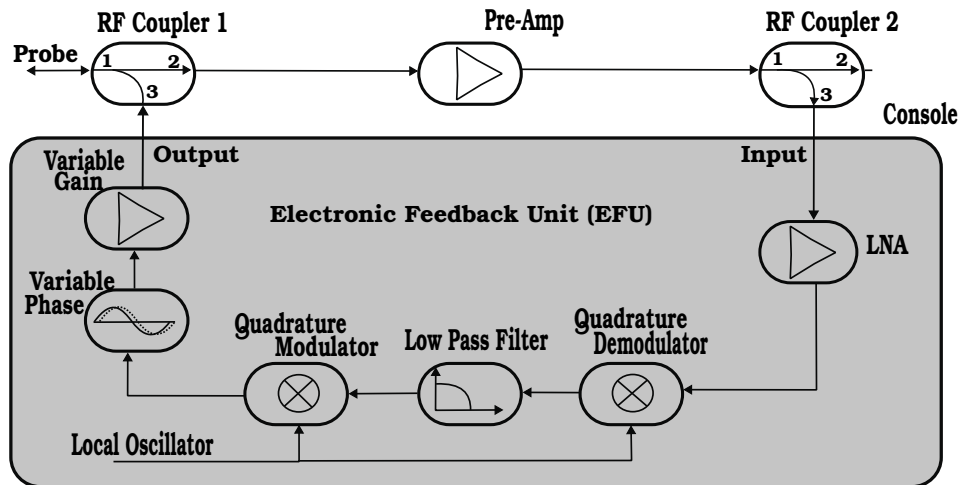 RF Coupler 1
Pre-Amp
RF Coupler 2
Probe
1
2
3
1
2
3
Console
Output
Input
Variable
Gain
Electronic Feedback Unit (EFU)
LNA
Variable
Phase
Quadrature
Modulator
Low Pass Filter
Quadrature
Demodulator
Local Oscillator